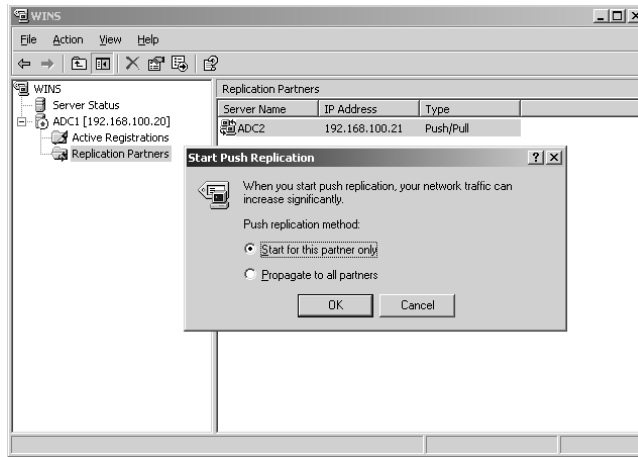 WINS
File Action View Help
WINS
Server Status
ADC1 [192.168.100.20]
Active Registrations
Replication Partners
Replication Partners
Server Name IP Address Type
ADC2 192.168.100.21 Push/Pull
Start Push Replication
When you start push replication, your network traffic can
increase significantly.
Push replication method:
Start for this partner only
Propagate to all partners
OK Cancel